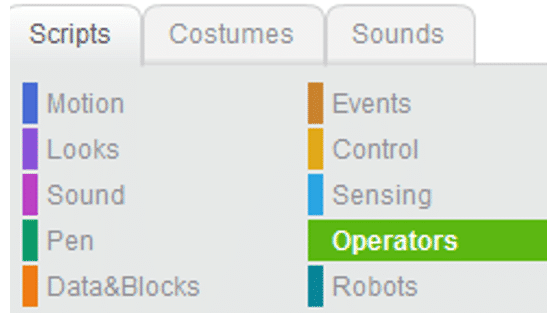 Scripts Costumes Sounds
Motion Events
Looks Control
Sound Sensing
Pen Operators
Data&Blocks Robots